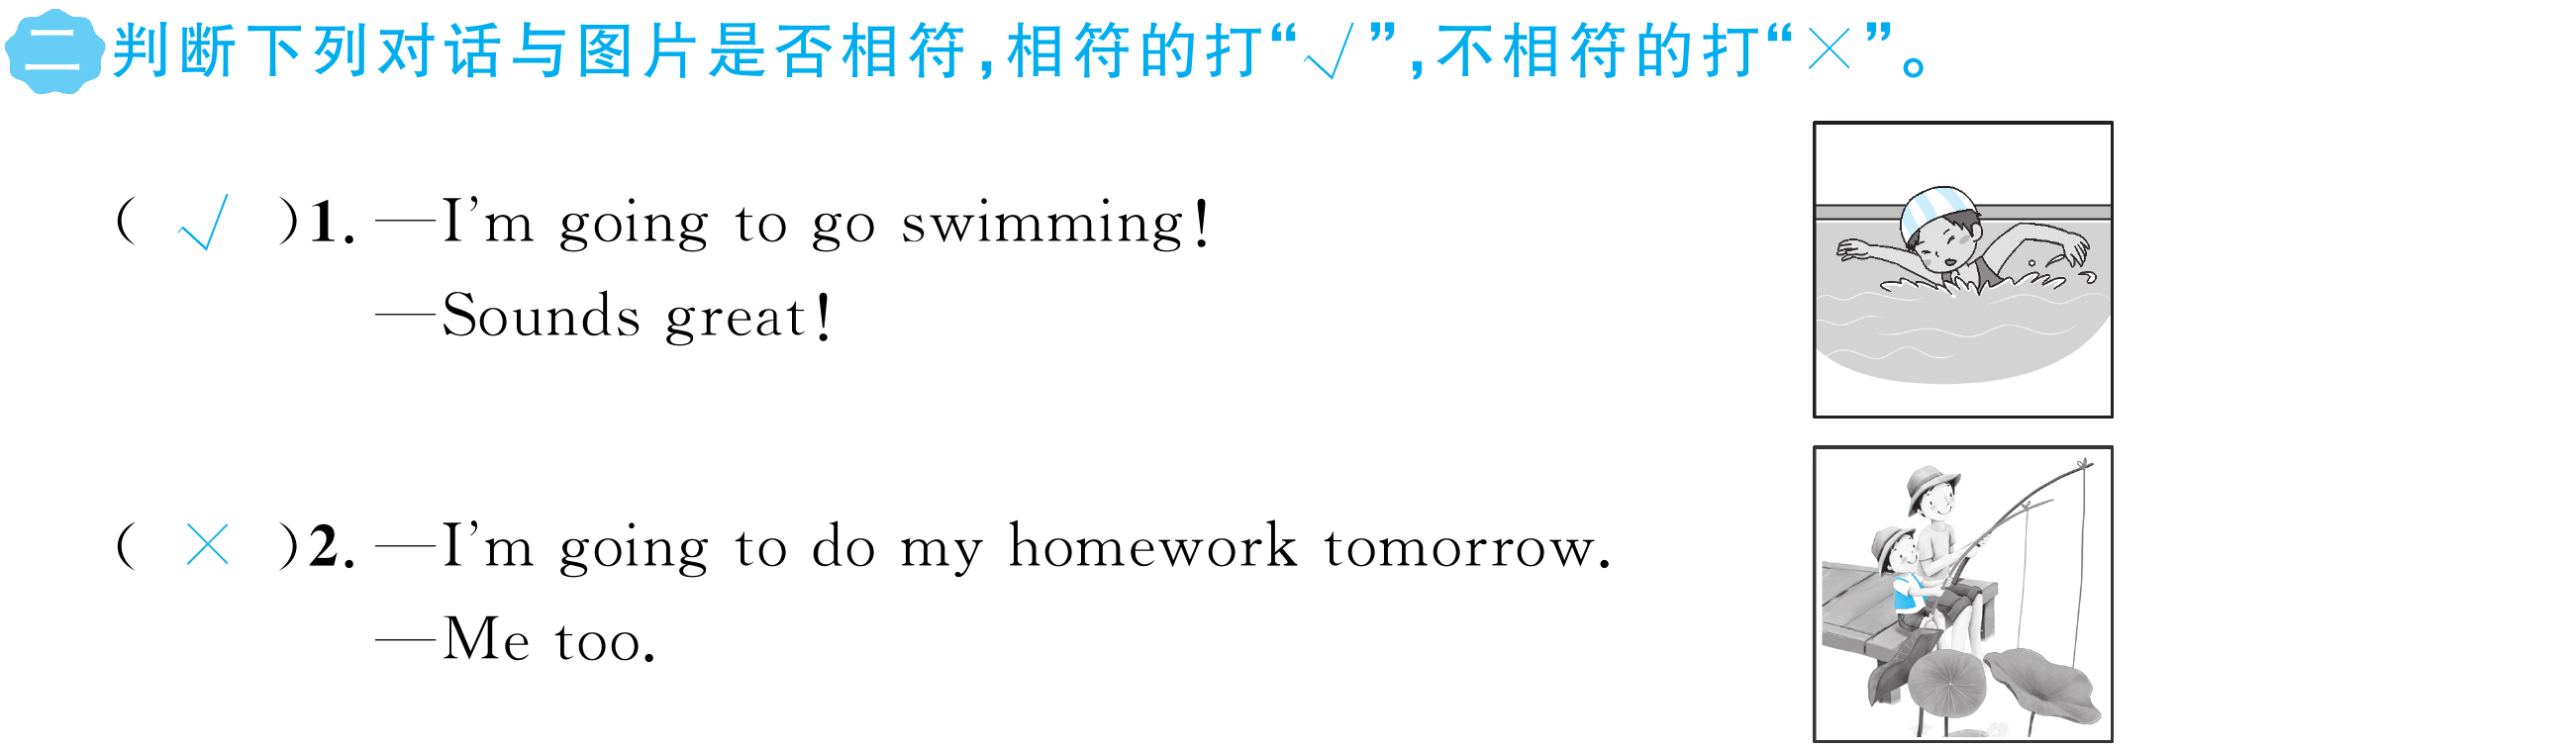 二 判断下列对话与图片是否相符,相符的打“√”,不相符的打“×”。
( √ )1. —I'm going to go swimming!
—Sounds great!
( × )2. —I'm going to do my homework tomorrow.
—Me too.